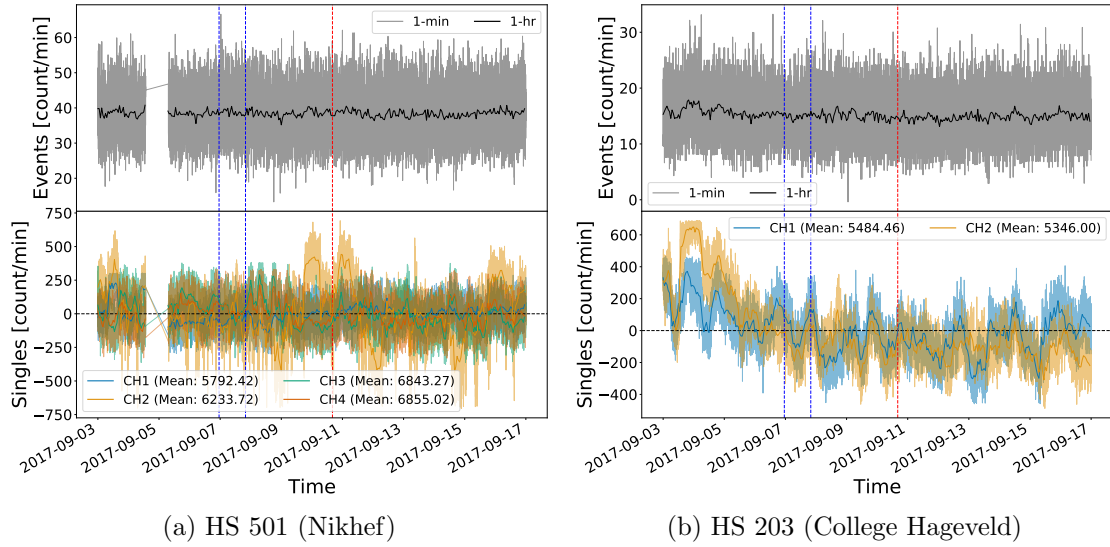 1-min 1-hr
Events [count/min]
60
50
40
30
20
Singles [count/min]
750
500
250
0
−250
−500
−750
CH1 (Mean: 5792.42) CH3 (Mean: 6843.27)
CH2 (Mean: 6233.72) CH4 (Mean: 6855.02)
2017-09-03 2017-09-05 2017-09-07 2017-09-09 2017-09-11 2017-09-13 2017-09-15 2017-09-17
Time
(a) HS 501 (Nikhef)
Events [count/min]
30
20
10
0
1-min 1-hr
Singles [count/min]
CH1 (Mean: 5484.46) CH2 (Mean: 5346.00)
600
400
200
0
−200
−400
2017-09-03 2017-09-05 2017-09-07 2017-09-09 2017-09-11 2017-09-13 2017-09-15 2017-09-17
Time
(b) HS 203 (College Hageveld)